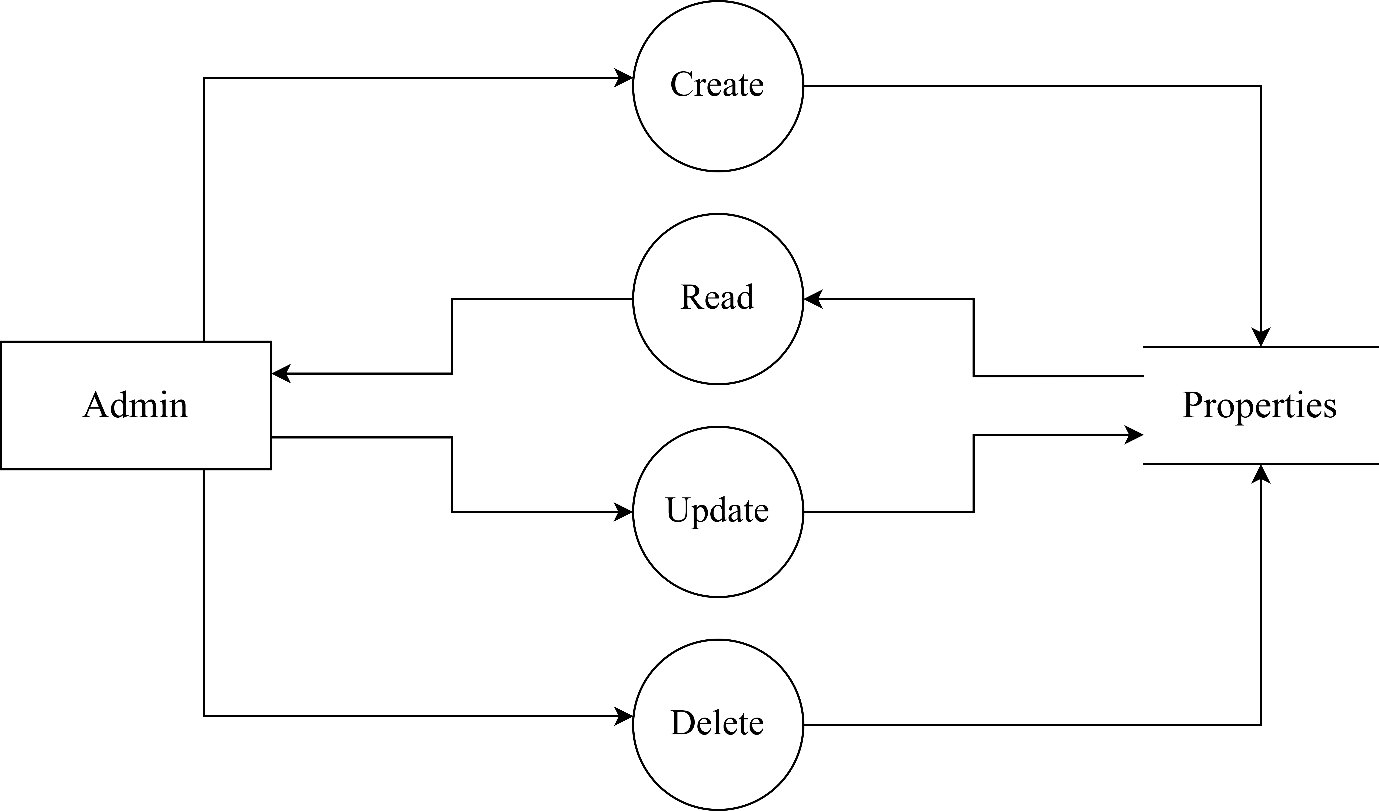 Create
Read
Admin
Properties
Update
Delete